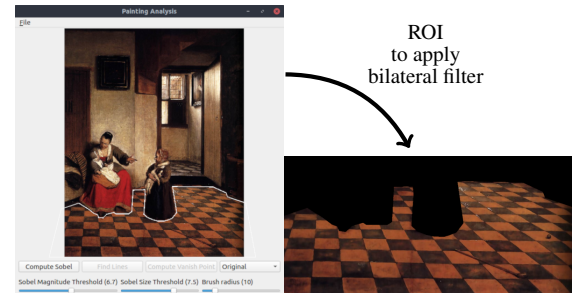 Painting Analysis
File
ROI
to apply
bilateral filter
Compute Sobel
Find Lines
Compute Vanish Point
Original
Sobel Magnitude Threshold (6.7) Sobel Size Threshold (7.5) Brush radius (10)